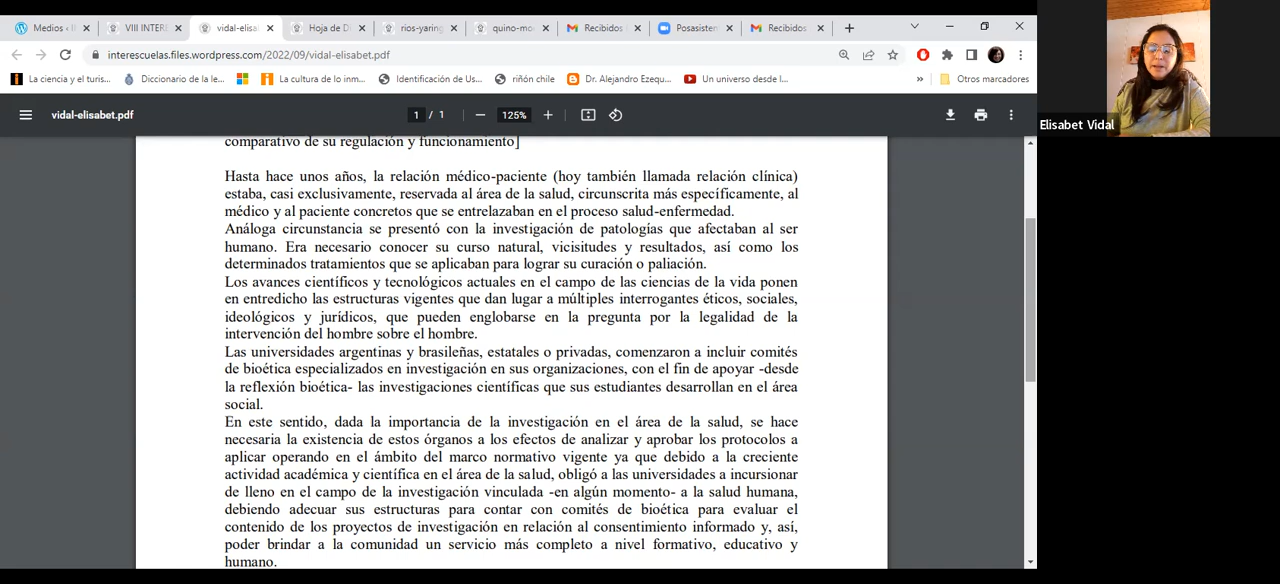 Medios ‹ II
VIII INTERE
vidal-elisa
Hoja de Di
rios-yaring
quino-mo
Recibidos
Posasisten
Recibidos
interescuelas.files.wordpress.com/2022/09/vidal-elisabet.pdf
La ciencia y el turis...
Diccionario de la le...
La cultura de lo inm...
Identificación de Us...
riñón chile
Dr. Alejandro Ezequ...
Un universo desde l...
»
Otros marcadores
vidal-elisabet.pdf
1 / 1
125%
Elisabet Vidal
comparativo de su regulación y funcionamiento]
Hasta hace unos años, la relación médico-paciente (hoy también llamada relación clínica)
estaba, casi exclusivamente, reservada al área de la salud, circunscrita más específicamente, al
médico y al paciente concretos que se entrelazaban en el proceso salud-enfermedad.
Análoga circunstancia se presentó con la investigación de patologías que afectaban al ser
humano. Era necesario conocer su curso natural, vicisitudes y resultados, así como los
determinados tratamientos que se aplicaban para lograr su curación o paliación.
Los avances científicos y tecnológicos actuales en el campo de las ciencias de la vida ponen
en entredicho las estructuras vigentes que dan lugar a múltiples interrogantes éticos, sociales,
ideológicos y jurídicos, que pueden englobarse en la pregunta por la legalidad de la
intervención del hombre sobre el hombre.
Las universidades argentinas y brasileñas, estatales o privadas, comenzaron a incluir comités
de bioética especializados en investigación en sus organizaciones, con el fin de apoyar -desde
la reflexión bioética- las investigaciones científicas que sus estudiantes desarrollan en el área
social.
En este sentido, dada la importancia de la investigación en el área de la salud, se hace
necesaria la existencia de estos órganos a los efectos de analizar y aprobar los protocolos a
aplicar operando en el ámbito del marco normativo vigente ya que debido a la creciente
actividad académica y científica en el área de la salud, obligó a las universidades a incursionar
de lleno en el campo de la investigación vinculada -en algún momento- a la salud humana,
debiendo adecuar sus estructuras para contar con comités de bioética para evaluar el
contenido de los proyectos de investigación en relación al consentimiento informado y, así,
poder brindar a la comunidad un servicio más completo a nivel formativo, educativo y
humano.